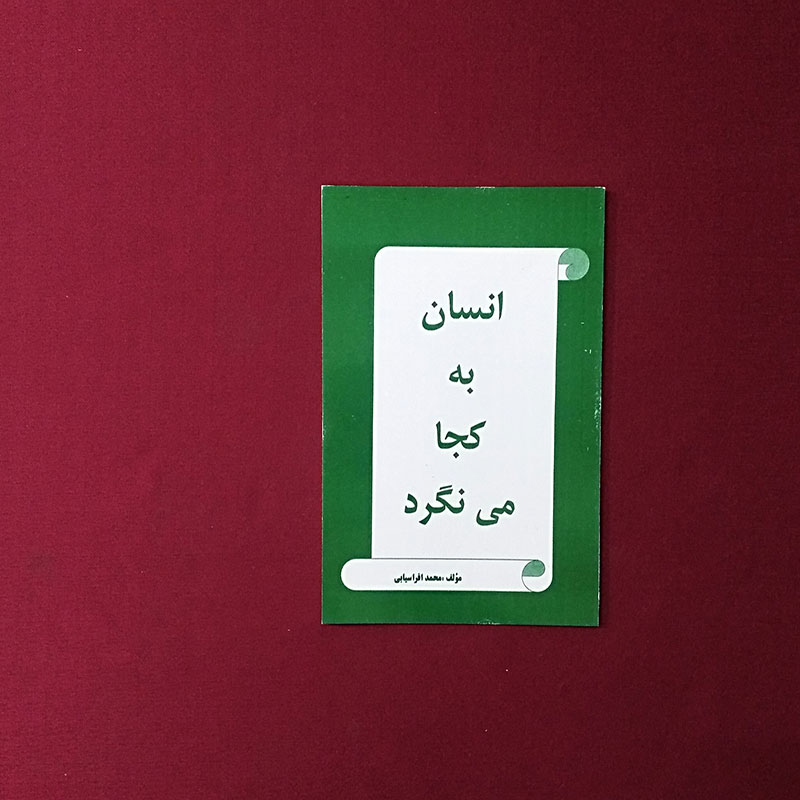 انسان
به
کجا
می نگرد
مؤلف :محمد افراسیابی